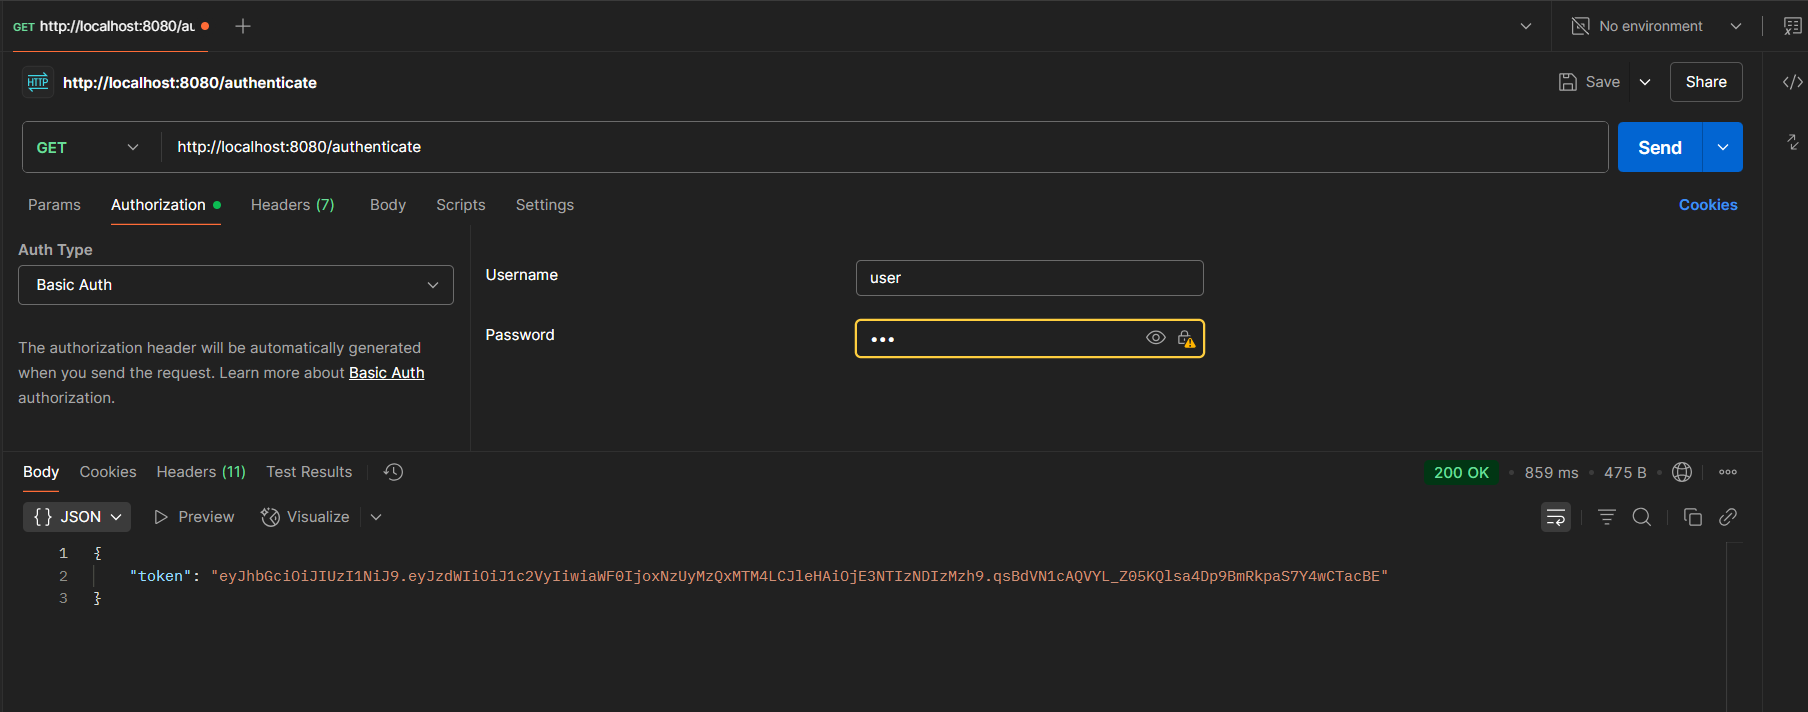 GET http://localhost:8080/au
No environment
HTTP http://localhost:8080/authenticate
Save
Share
GET
http://localhost:8080/authenticate
Send
Params
Authorization
Headers (7)
Body
Scripts
Settings
Cookies
Auth Type
Basic Auth
The authorization header will be automatically generated
when you send the request. Learn more about Basic Auth
authorization.
Username
user
Password
Body
Cookies
Headers (11)
Test Results
200 OK
859 ms
475 B
{} JSON
Preview
Visualize
1 {
2 "token": "eyJhbGciOiJIUzI1NiJ9.eyJzdWIiOiJ1c2VyIiwiaWF0IjoxNzUyMzQxMTM4LCJleHAiOjE3NTIzNDIzMzh9.qsBdVN1cAQVYL_Z05KQlsa4Dp9BmRkpaS7Y4wCTacBE"
3 }